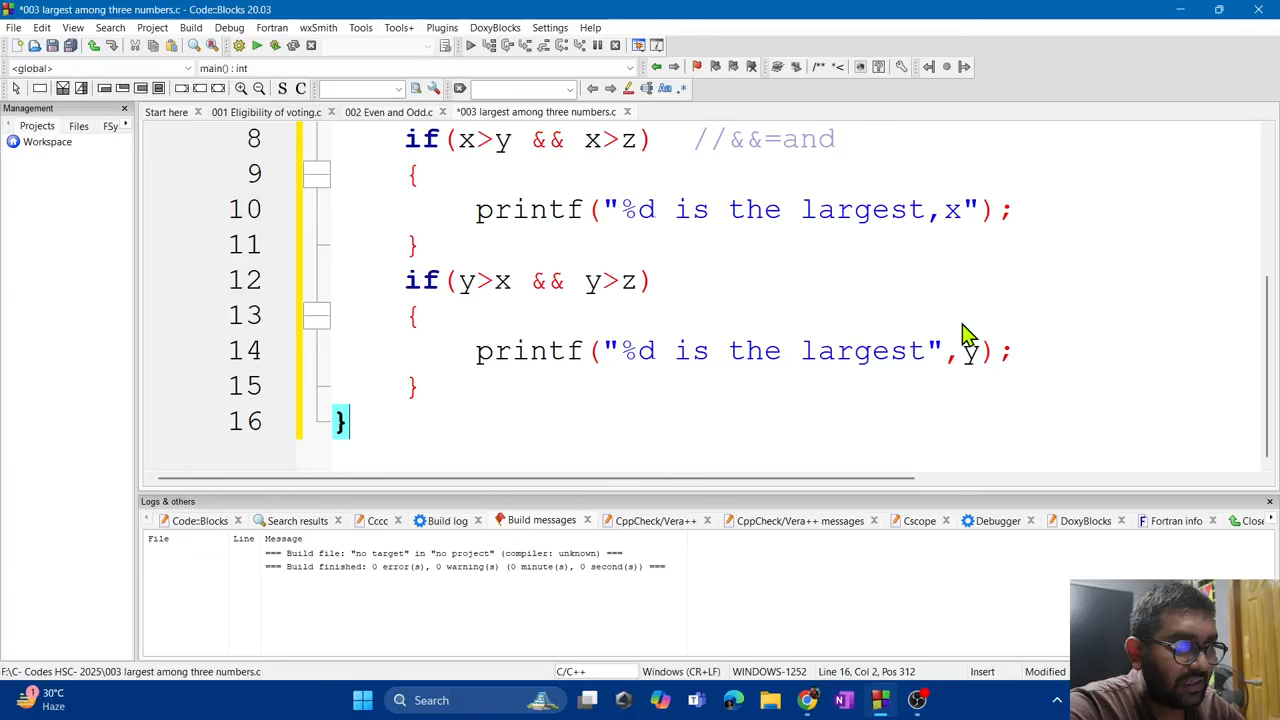 *003 largest among three numbers.c - Code::Blocks 20.03
File Edit View Search Project Build Debug Fortran wxSmith Tools Tools+ Plugins DoxyBlocks Settings Help
<global> main() : int
/** *<
S C Aa .*
Management
Projects Files FSy
Workspace
Start here 001 Eligibility of voting.c 002 Even and Odd.c *003 largest among three numbers.c
8 if(x>y && x>z) //&&=and
9 {
10 printf("%d is the largest,x");
11 }
12 if(y>x && y>z)
13 {
14 printf("%d is the largest",y);
15 }
16 }
Logs & others
Code::Blocks Search results Cccc Build log Build messages CppCheck/Vera++ CppCheck/Vera++ messages Cscope Debugger DoxyBlocks Fortran info Close
File Line Message
=== Build file: "no target" in "no project" (compiler: unknown) ===
=== Build finished: 0 error(s), 0 warning(s) (0 minute(s), 0 second(s)) ===
F:\C- Codes HSC- 2025\003 largest among three numbers.c C/C++ Windows (CR+LF) WINDOWS-1252 Line 16, Col 2, Pos 312 Insert Modified
1 30°C
Haze
Search